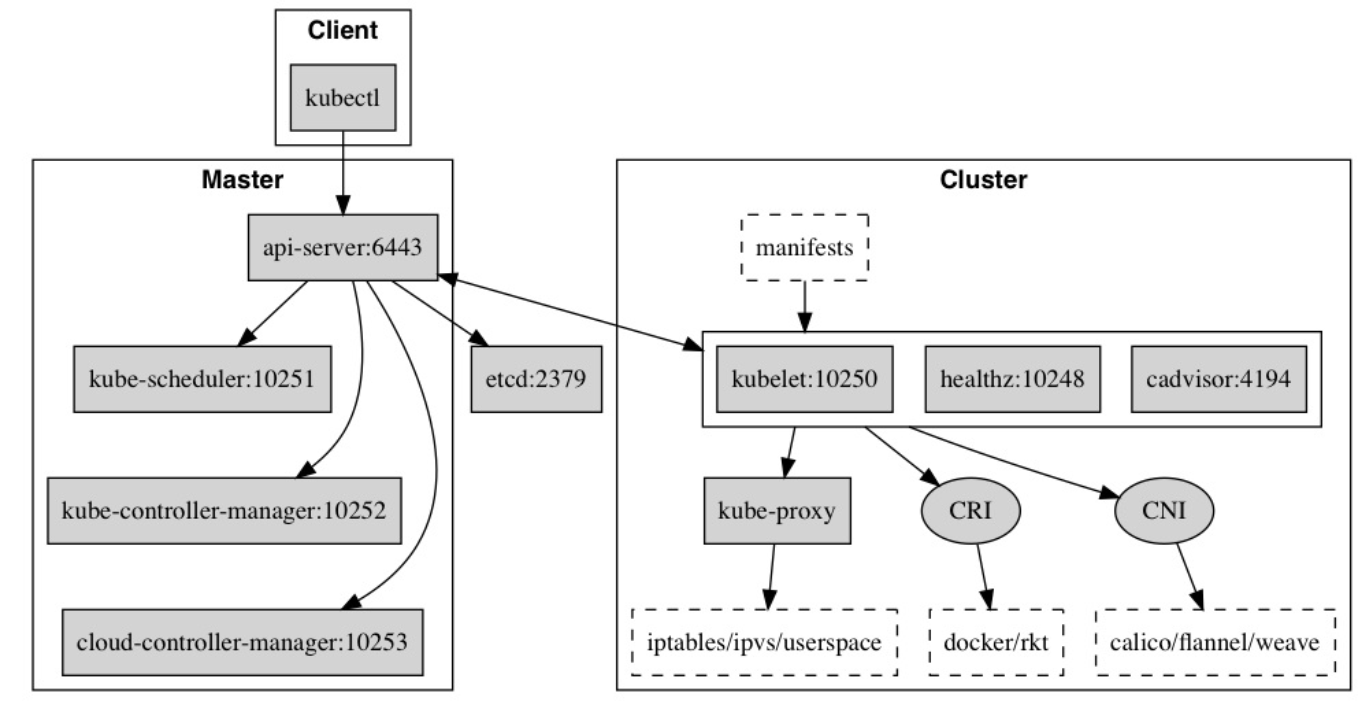 Client
kubectl
Master
api-server:6443
kube-scheduler:10251
etcd:2379
kube-controller-manager:10252
cloud-controller-manager:10253
Cluster
manifests
kubelet:10250
healthz:10248
cadvisor:4194
kube-proxy
CRI
CNI
iptables/ipvs/userspace
docker/rkt
calico/flannel/weave